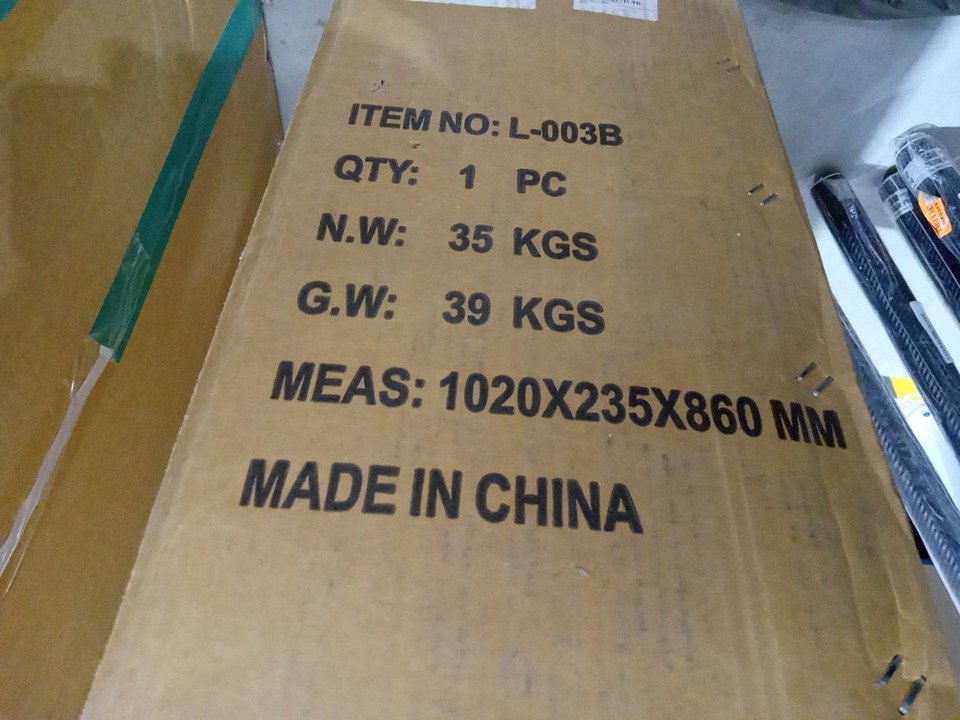 ITEM NO: L-003B
QTY: 1 PC
N.W: 35 KGS
G.W: 39 KGS
MEAS: 1020X235X860 MM
MADE IN CHINA